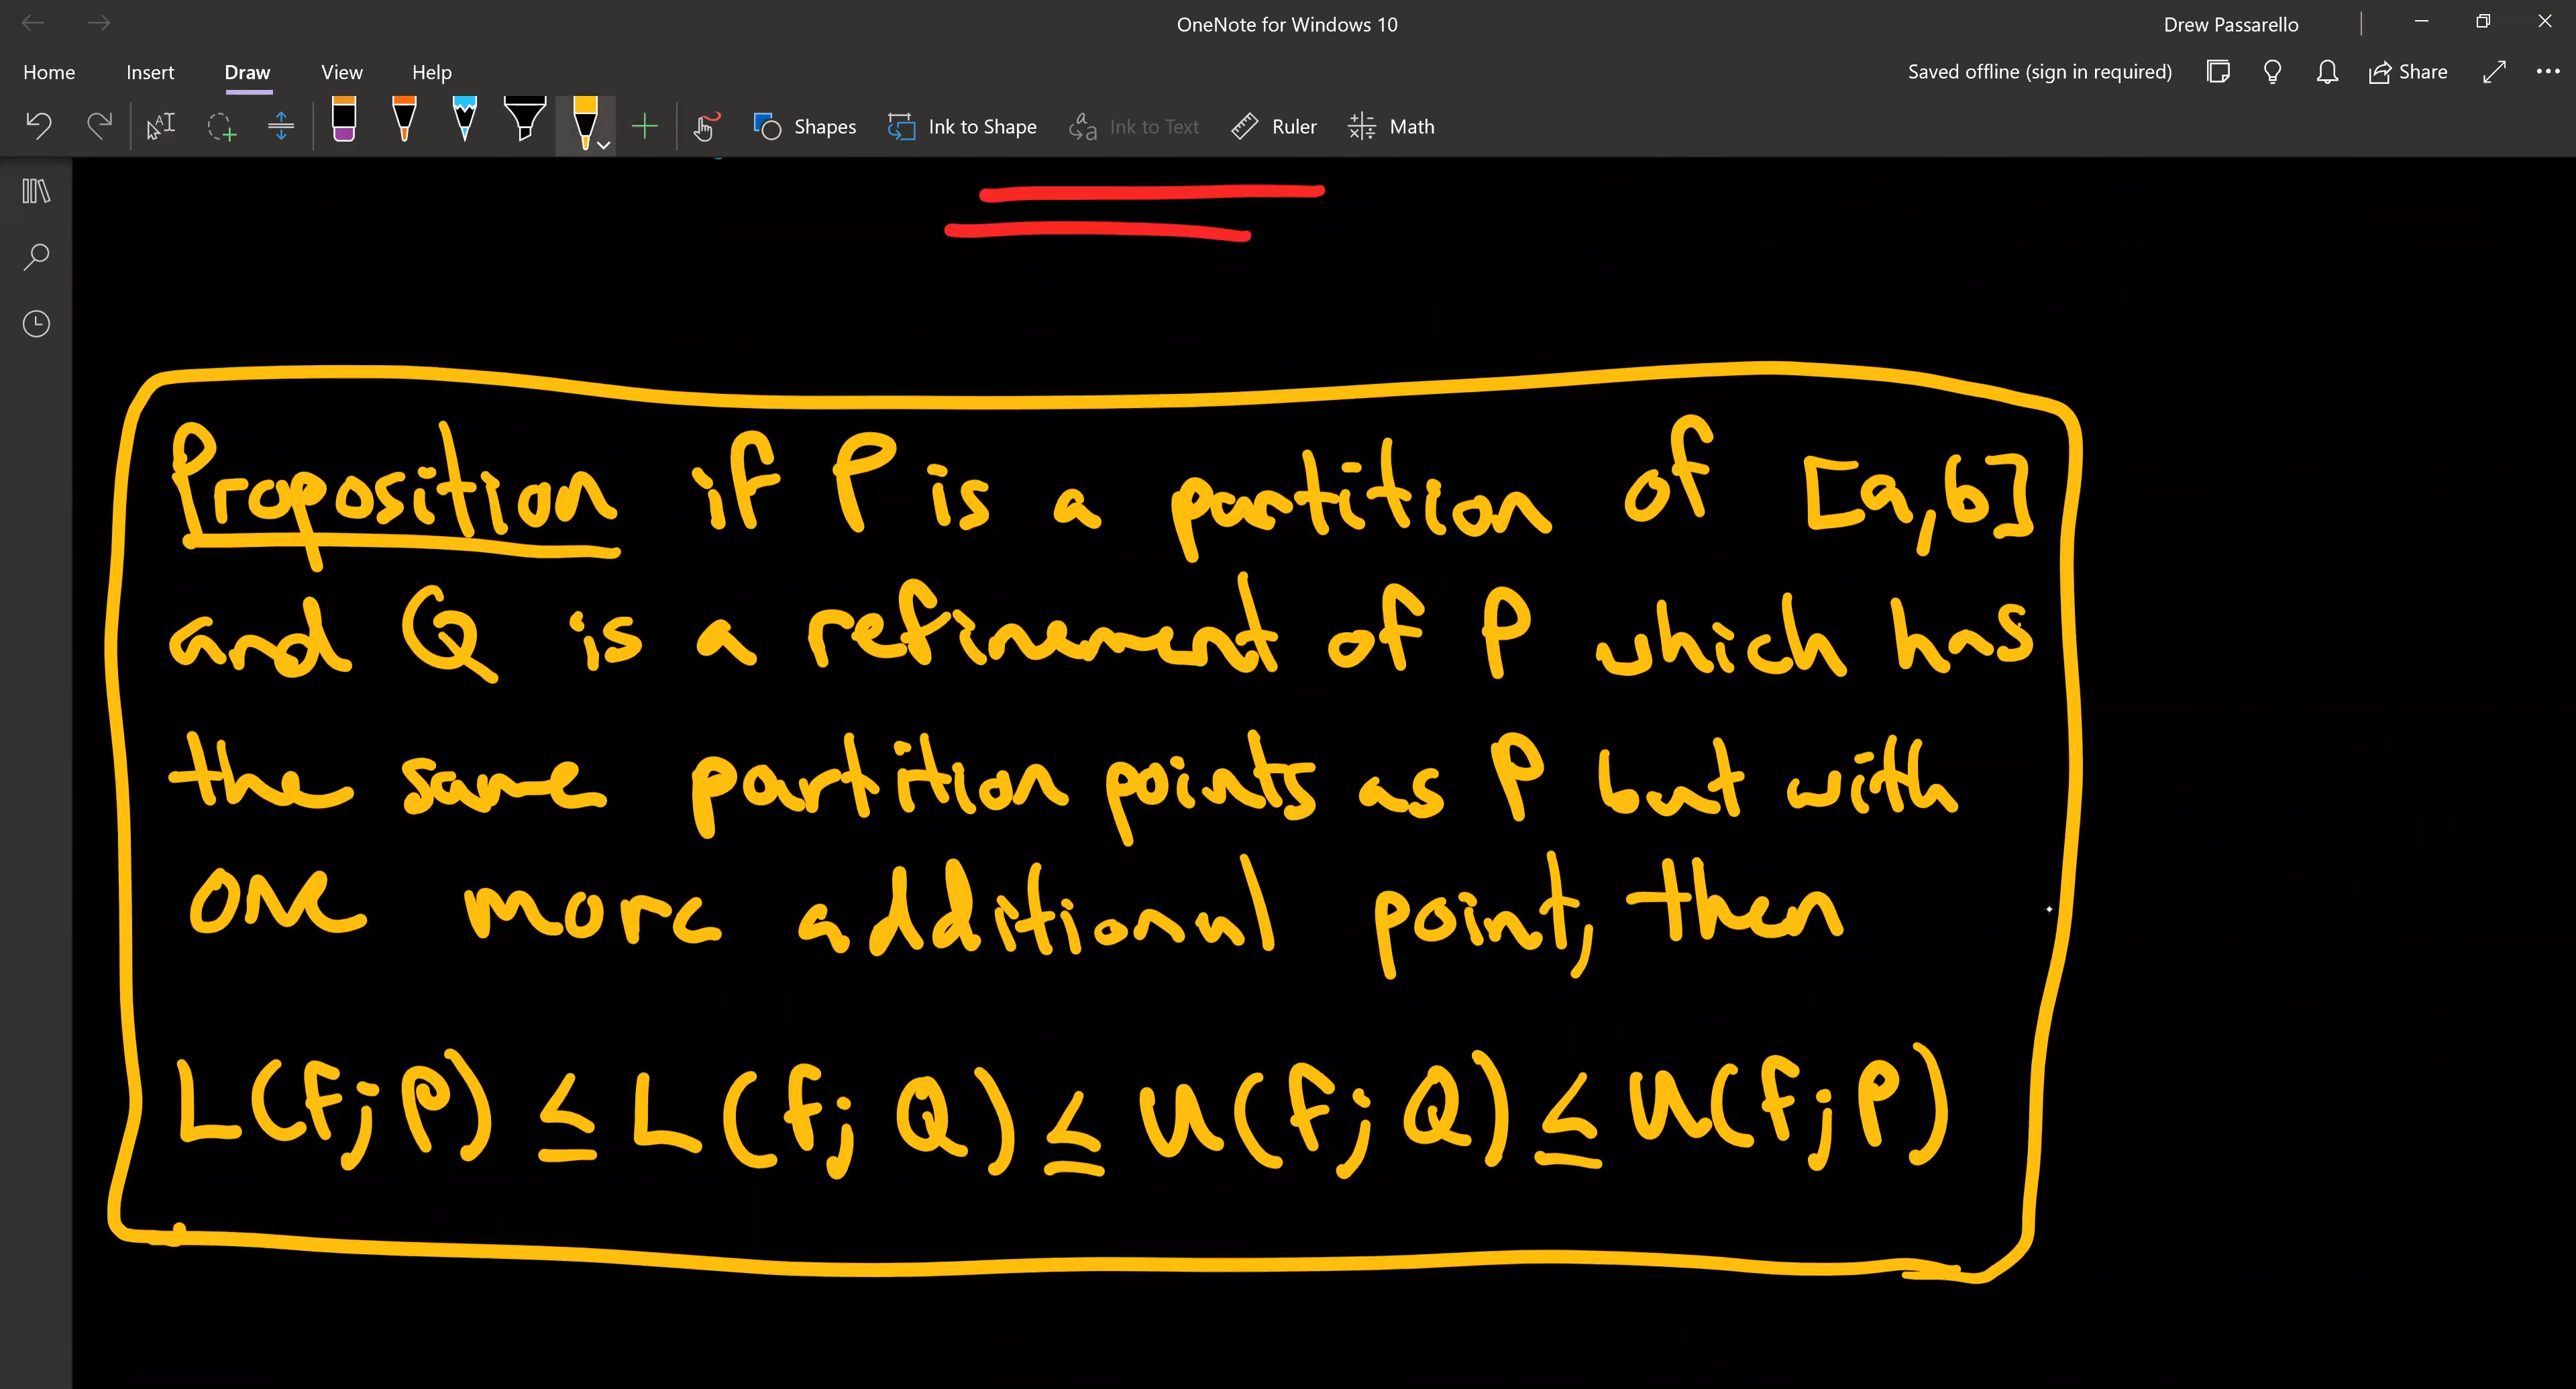 OneNote for Windows 10
Drew Passarello
Home Insert Draw View Help
Saved offline (sign in required) Share
Shapes Ink to Shape Ink to Text Ruler Math
Proposition if P is a partition of [a,b]
and Q is a refinement of P which has
the same partition points as P but with
one more additional point, then
L(f;P) ≤ L(f;Q) ≤ U(f;Q) ≤ U(f;P)